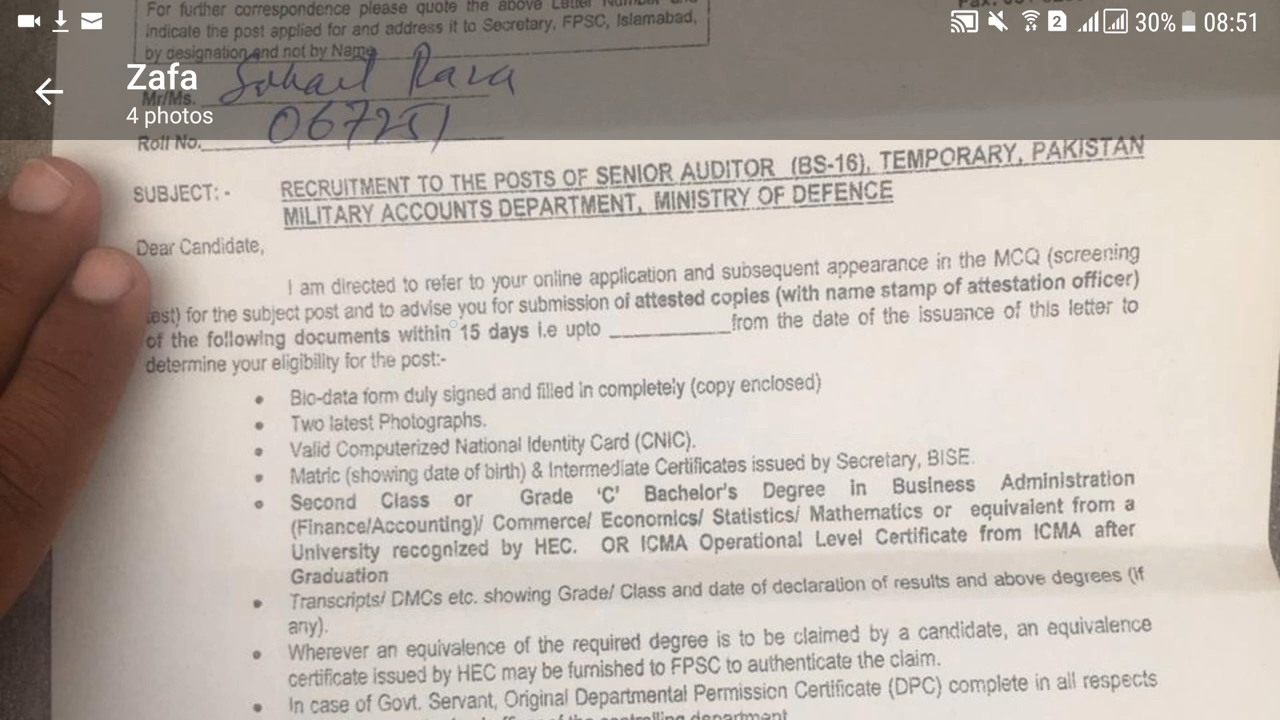 For further correspondence please quote the above Letter Number and
indicate the post applied for and address it to Secretary, FPSC, Islamabad,
by designation and not by Name
30% 08:51
2
Zafa
4 photos
Mr/Ms. Sohail Raza
Roll No. 067251
SUBJECT: - RECRUITMENT TO THE POSTS OF SENIOR AUDITOR (BS-16), TEMPORARY, PAKISTAN
MILITARY ACCOUNTS DEPARTMENT, MINISTRY OF DEFENCE
Dear Candidate,
I am directed to refer to your online application and subsequent appearance in the MCQ (screening
test) for the subject post and to advise you for submission of attested copies (with name stamp of attestation officer)
of the following documents within 15 days i.e upto __________from the date of the issuance of this letter to
determine your eligibility for the post:-
• Bio-data form duly signed and filled in completely (copy enclosed)
• Two latest Photographs.
• Valid Computerized National Identity Card (CNIC).
• Matric (showing date of birth) & Intermediate Certificates issued by Secretary, BISE.
• Second Class or Grade 'C' Bachelor's Degree in Business Administration
(Finance/Accounting)/ Commerce/ Economics/ Statistics/ Mathematics or equivalent from a
University recognized by HEC. OR ICMA Operational Level Certificate from ICMA after
Graduation
• Transcripts/ DMCs etc. showing Grade/ Class and date of declaration of results and above degrees (if
any).
• Wherever an equivalence of the required degree is to be claimed by a candidate, an equivalence
certificate issued by HEC may be furnished to FPSC to authenticate the claim.
• In case of Govt. Servant, Original Departmental Permission Certificate (DPC) complete in all respects
of the controlling department